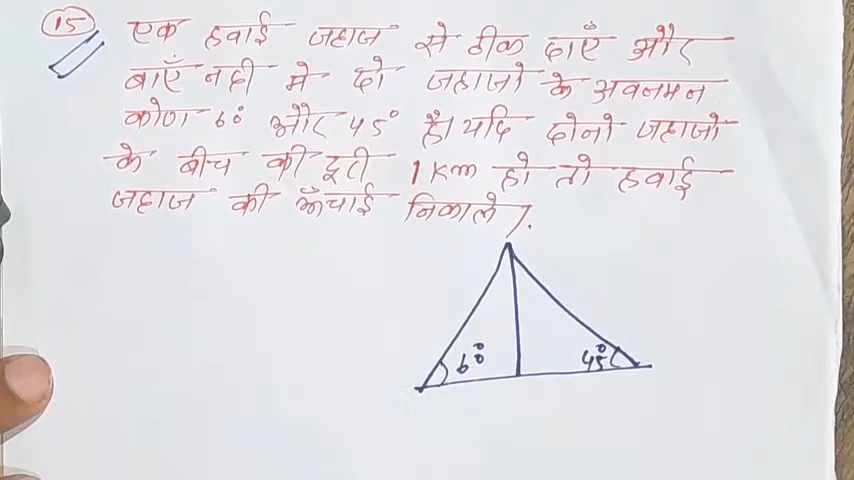 15 एक हवाई जहाज से ठीक दाएँ और
बाएँ नदी मे दो जहाजो के अवनमन
कोण 60° और 45° है। यदि दोनो जहाजो
के बीच की दूरी 1 km हो तो हवाई
जहाज की ऊँचाई निकाले।.
60° 45°